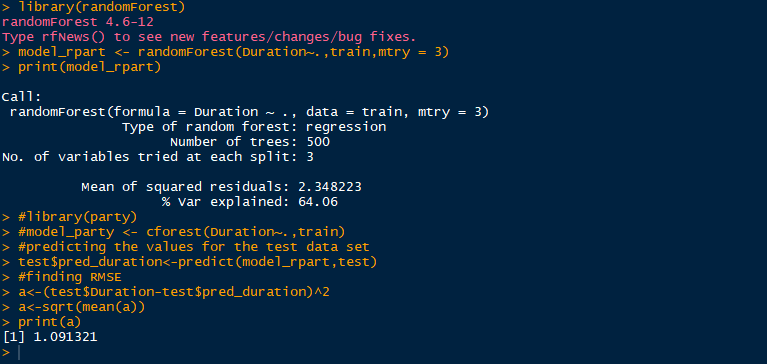 > library(randomForest)
randomForest 4.6-12
Type rfNews() to see new features/changes/bug fixes.
> model_rpart <- randomForest(Duration~.,train,mtry = 3)
> print(model_rpart)
Call:
randomForest(formula = Duration ~ ., data = train, mtry = 3)
Type of random forest: regression
Number of trees: 500
No. of variables tried at each split: 3
Mean of squared residuals: 2.348223
% Var explained: 64.06
> #library(party)
> #model_party <- cforest(Duration~.,train)
> #predicting the values for the test data set
> test$pred_duration<-predict(model_rpart,test)
> #finding RMSE
> a<-(test$Duration-test$pred_duration)^2
> a<-sqrt(mean(a))
> print(a)
[1] 1.091321
>